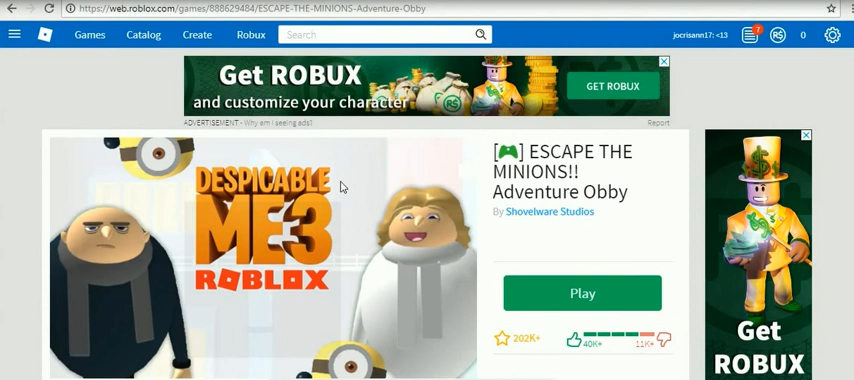 https://web.roblox.com/games/888629484/ESCAPE-THE-MINIONS-Adventure-Obby
Games Catalog Create Robux Search jocrisann17: <13 7 R$ 0
Get ROBUX
and customize your character
GET ROBUX
ADVERTISEMENT - Why am I seeing ads? Report
DESPICABLE
ME3
ROBLOX
[🎮] ESCAPE THE
MINIONS!!
Adventure Obby
By Shovelware Studios
Play
202K+ 40K+ 11K+
Get
ROBUX